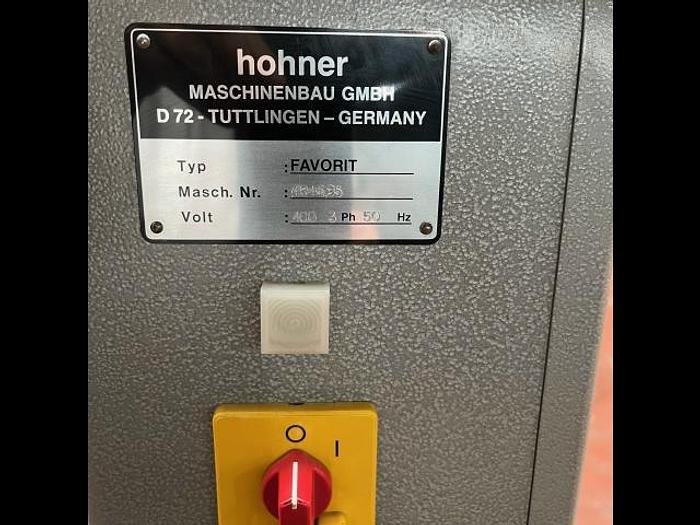 hohner
MASCHINENBAU GMBH
D 72 - TUTTLINGEN – GERMANY
Typ : FAVORIT
Masch. Nr. :
Volt : 400 3 Ph 50 Hz
O I